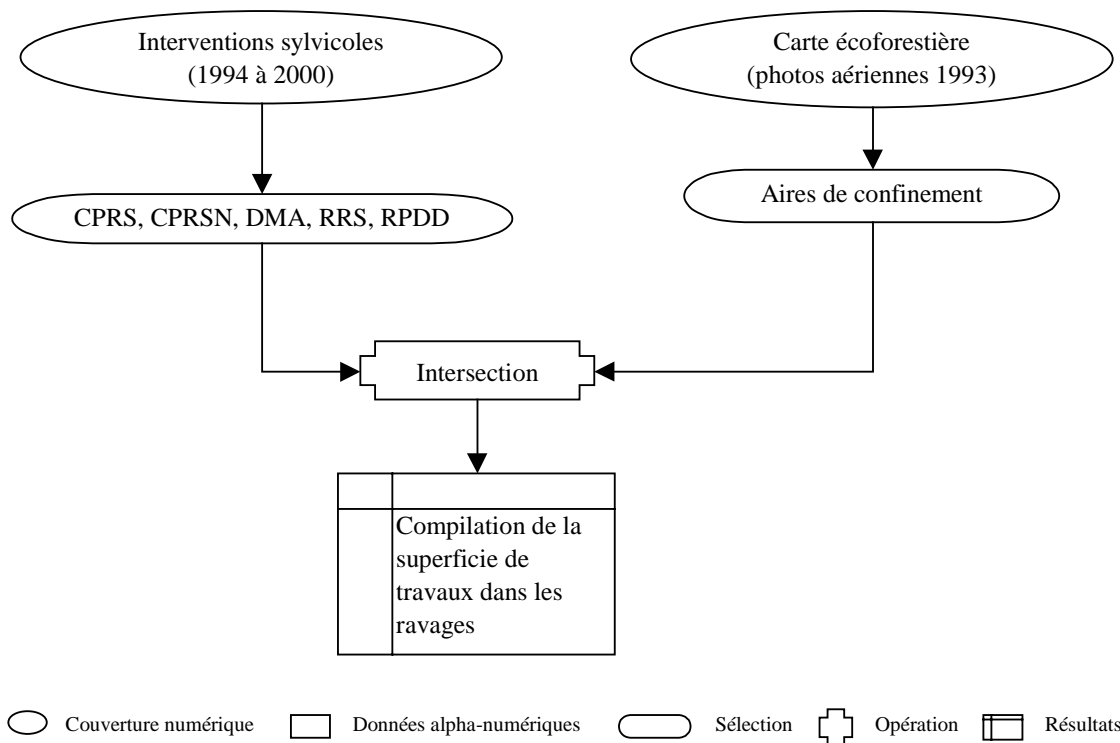 Interventions sylvicoles
(1994 à 2000)
Carte écoforestière
(photos aériennes 1993)
CPRS, CPRSN, DMA, RRS, RPDD
Aires de confinement
Intersection
Compilation de la
superficie de
travaux dans les
ravages
Couverture numérique
Données alpha-numériques
Sélection
Opération
Résultats